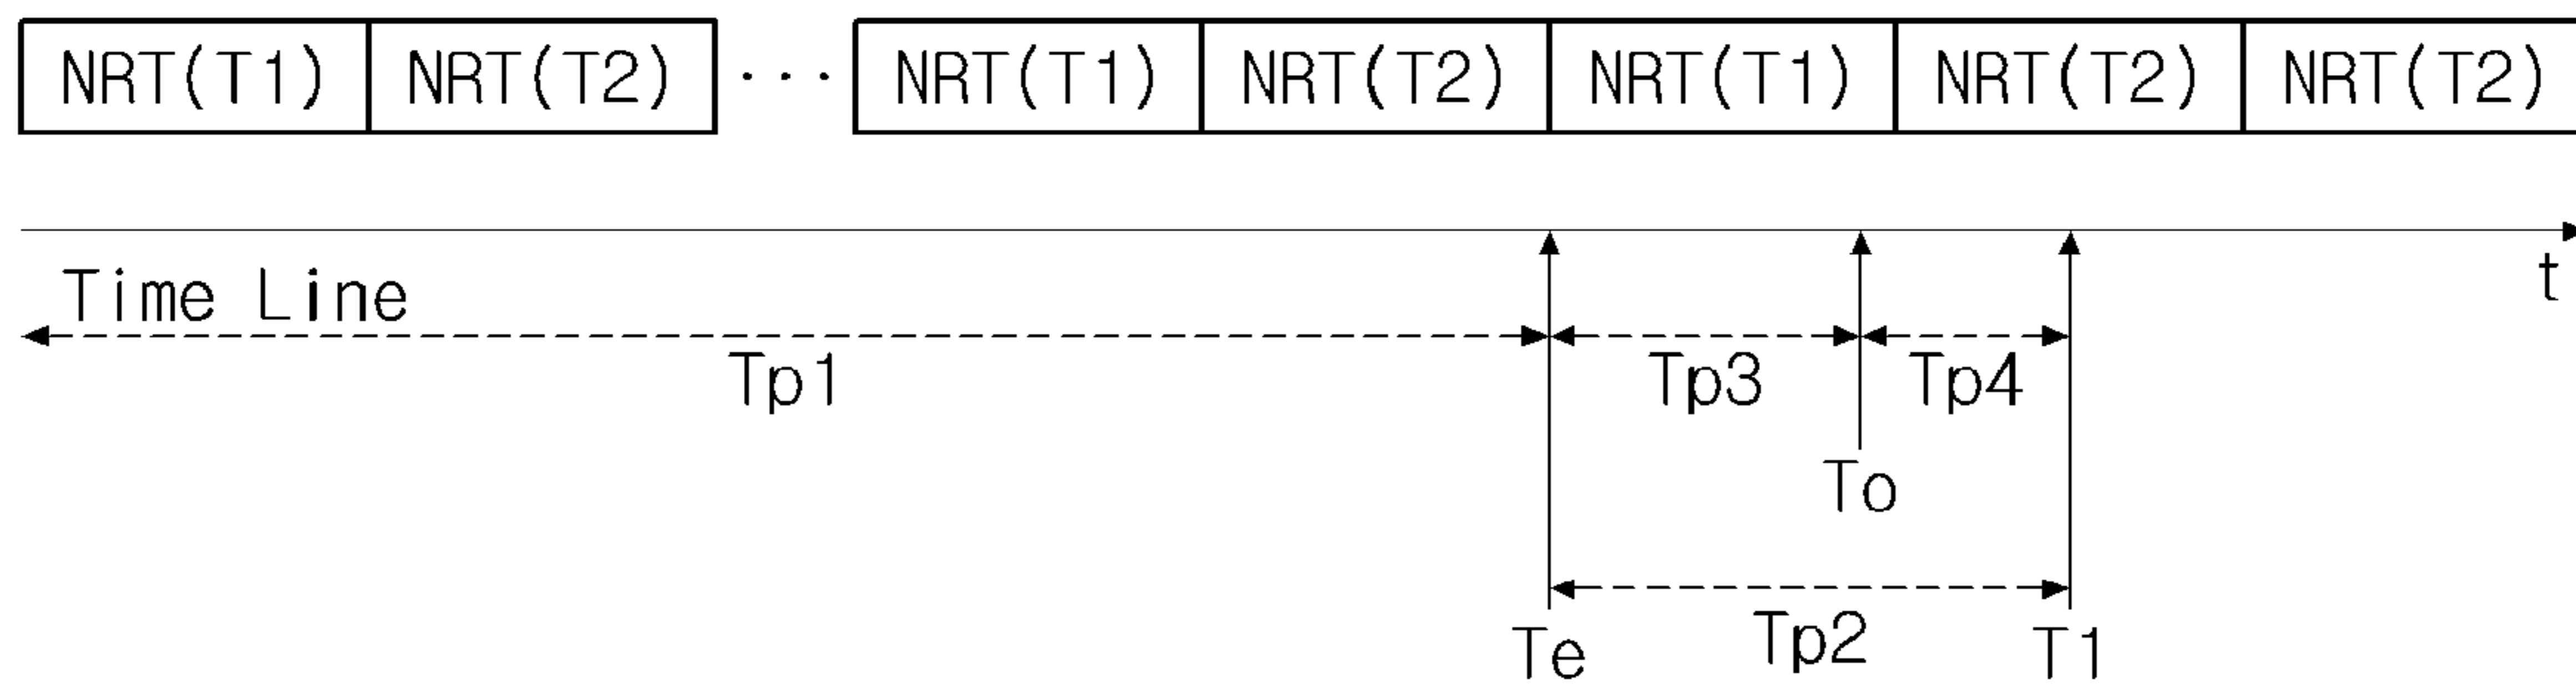 NRT(T1) NRT(T2) ··· NRT(T1) NRT(T2) NRT(T1) NRT(T2) NRT(T2)
t
Time Line
Tp1 Tp3 Tp4
To
Tp2
Te T1